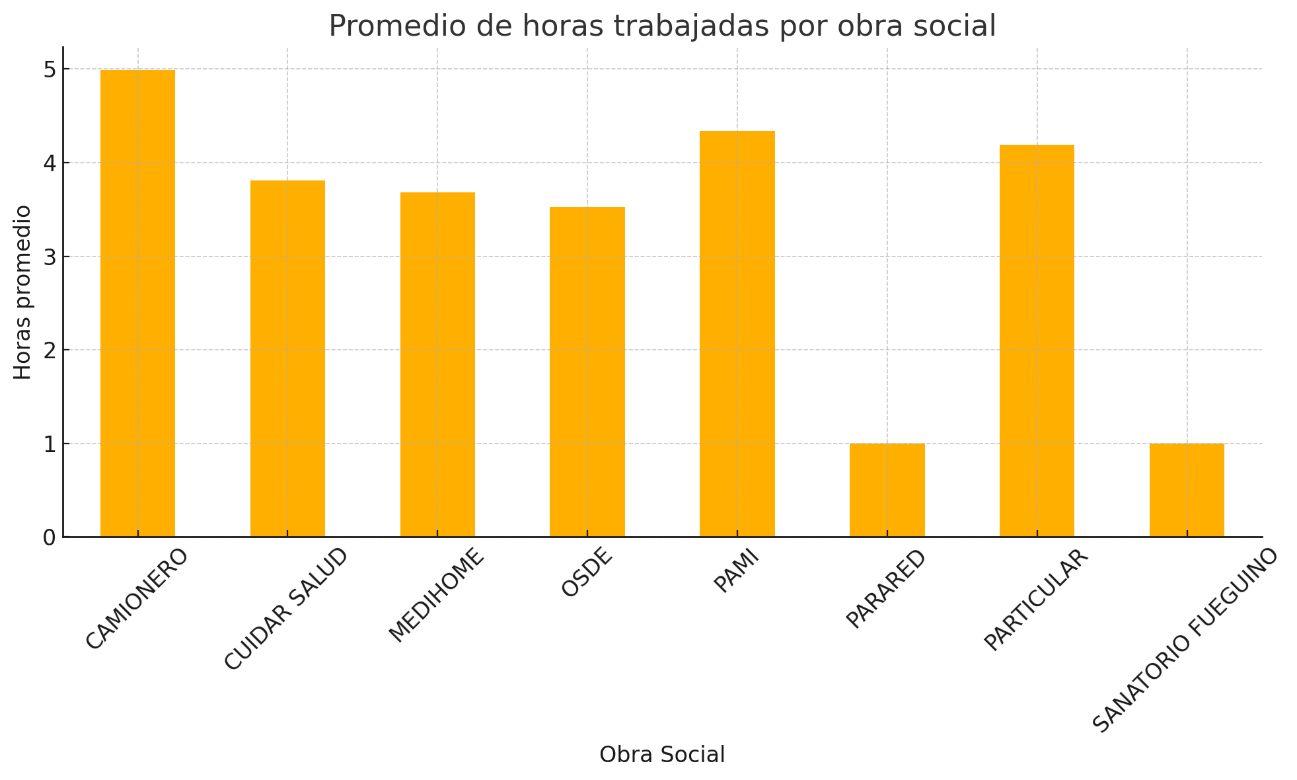 Promedio de horas trabajadas por obra social
Horas promedio
5
4
3
2
1
0
CAMIONERO
CUIDAR SALUD
MEDIHOME
OSDE
PAMI
PARARED
PARTICULAR
SANATORIO FUEGUINO
Obra Social